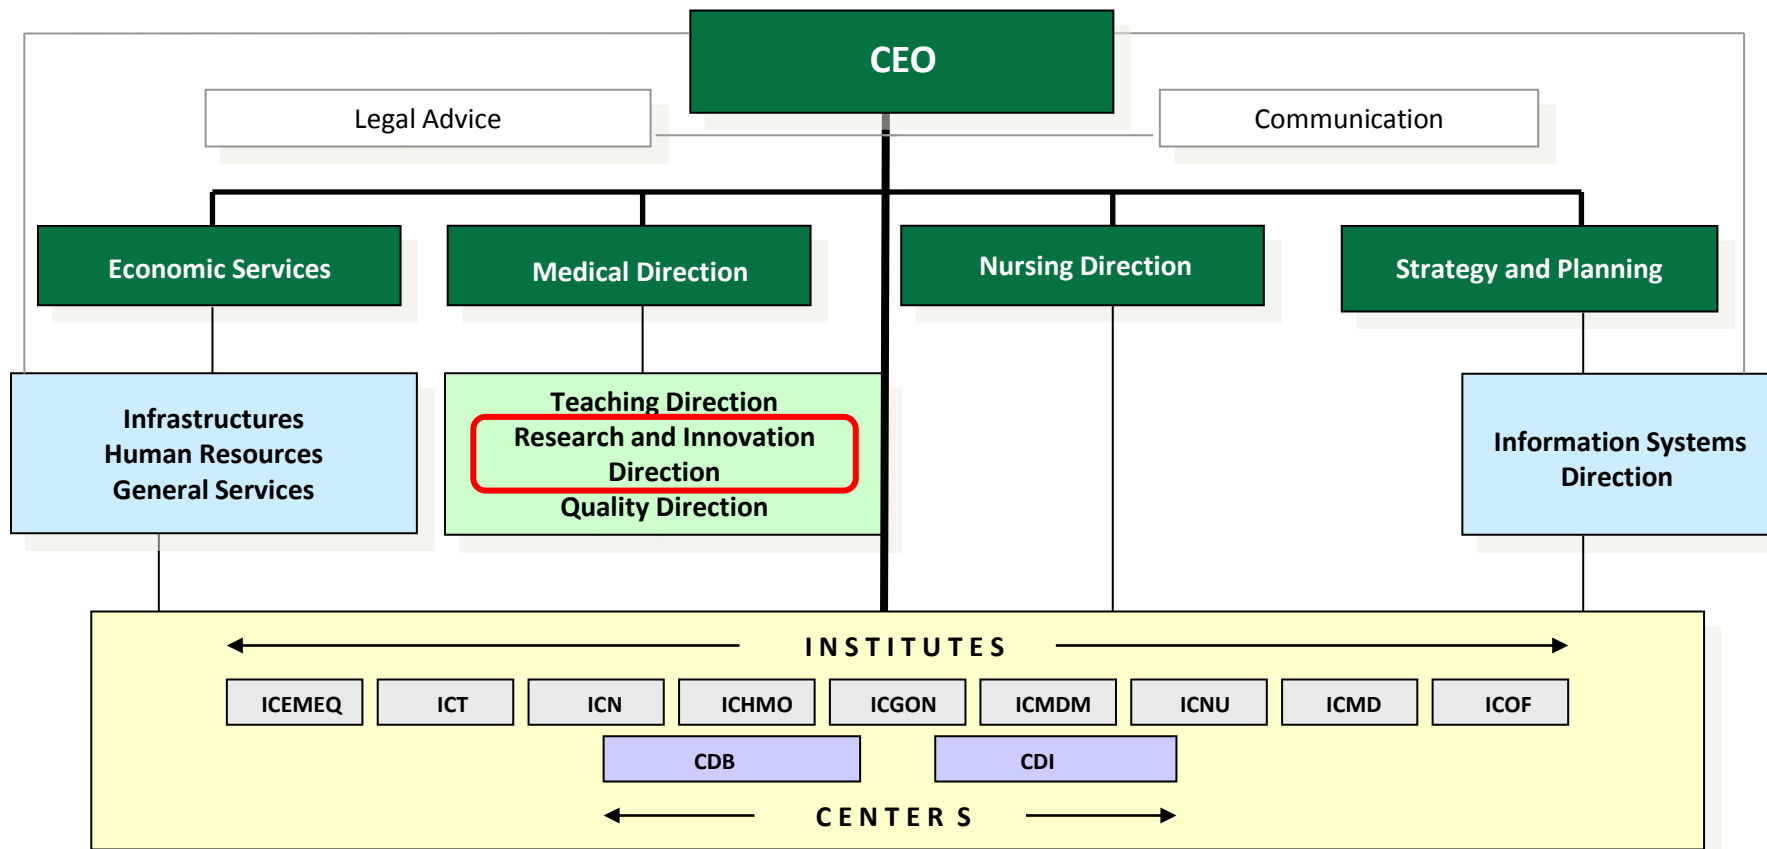 CEO
Legal Advice
Communication
Economic Services
Medical Direction
Nursing Direction
Strategy and Planning
Infrastructures
Human Resources
General Services
Teaching Direction
Research and Innovation
Direction
Quality Direction
Information Systems
Direction
I N S T I T U T E S
ICEMEQ
ICT
ICN
ICHMO
ICGON
ICMDM
ICNU
ICMD
ICOF
CDB
CDI
C E N T E R S